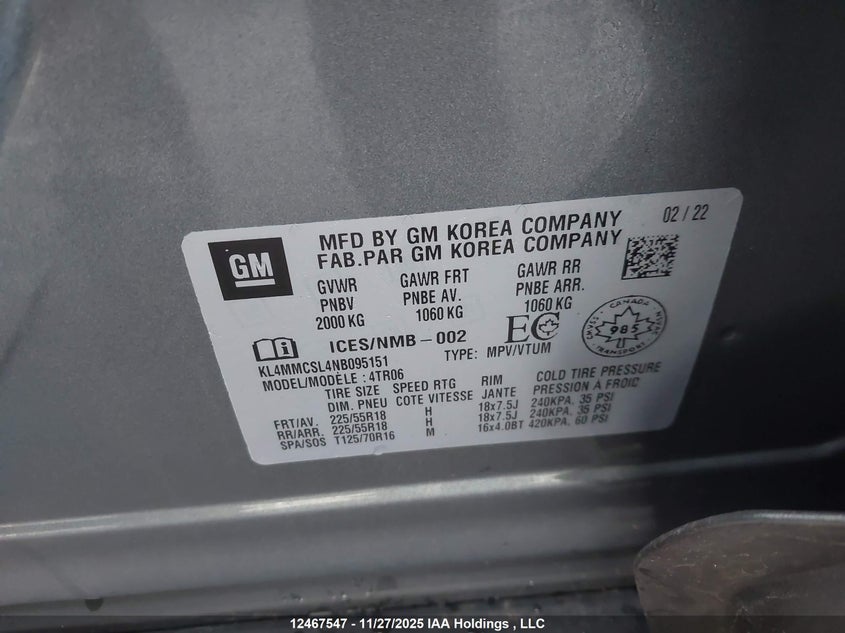 GM
MFD BY GM KOREA COMPANY
FAB.PAR GM KOREA COMPANY
02 / 22
GVWR GAWR FRT GAWR RR
PNBV PNBE AV. PNBE ARR.
2000 KG 1060 KG 1060 KG
ICES/NMB - 002
EC
CANADA
985
TRANSPORT
KL4MMCSL4NB095151 TYPE: MPV/VTUM
MODEL/MODÈLE : 4TR06
TIRE SIZE SPEED RTG RIM COLD TIRE PRESSURE
DIM. PNEU COTE VITESSE JANTE PRESSION À FROID
FRT/AV. 225/55R18 H 18x7.5J 240KPA. 35 PSI
RR/ARR. 225/55R18 H 18x7.5J 240KPA. 35 PSI
SPA/SOS T125/70R16 M 16x4.0BT 420KPA. 60 PSI
12467547 - 11/27/2025 IAA Holdings , LLC